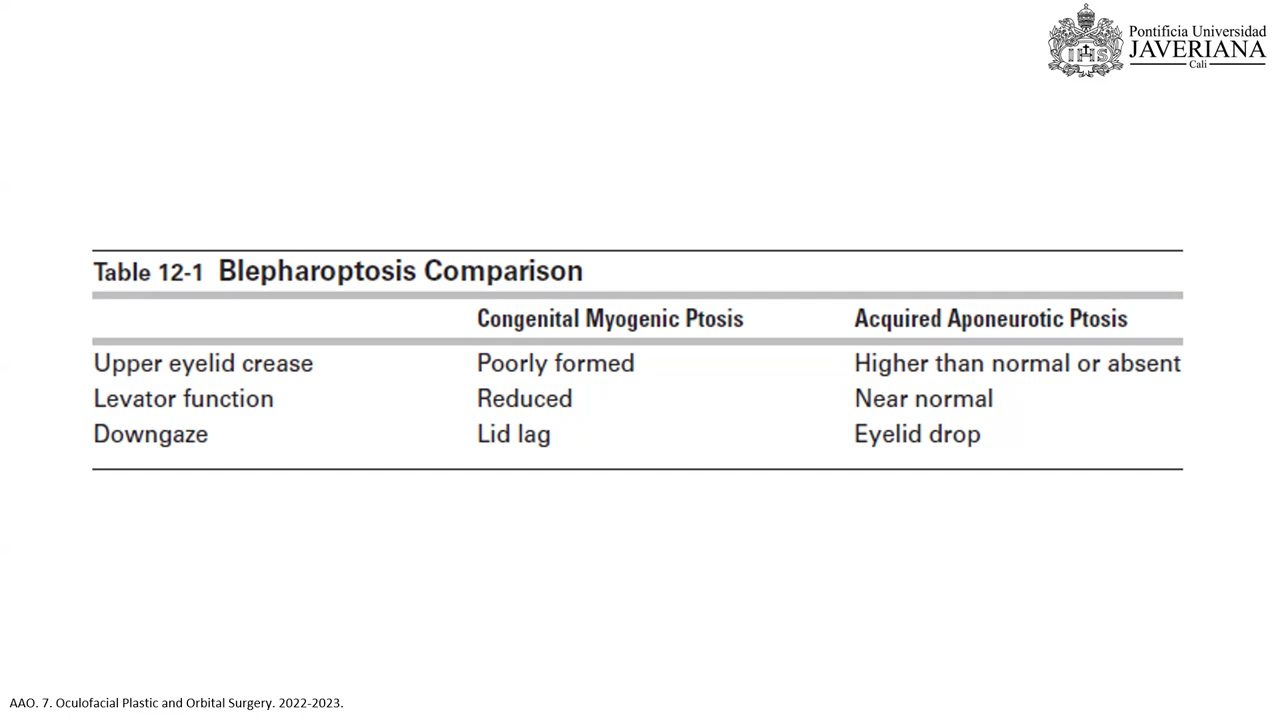 Pontificia Universidad
JAVERIANA
Cali
IHS
Table 12-1 Blepharoptosis Comparison
Congenital Myogenic Ptosis Acquired Aponeurotic Ptosis
Upper eyelid crease Poorly formed Higher than normal or absent
Levator function Reduced Near normal
Downgaze Lid lag Eyelid drop
AAO. 7. Oculofacial Plastic and Orbital Surgery. 2022-2023.